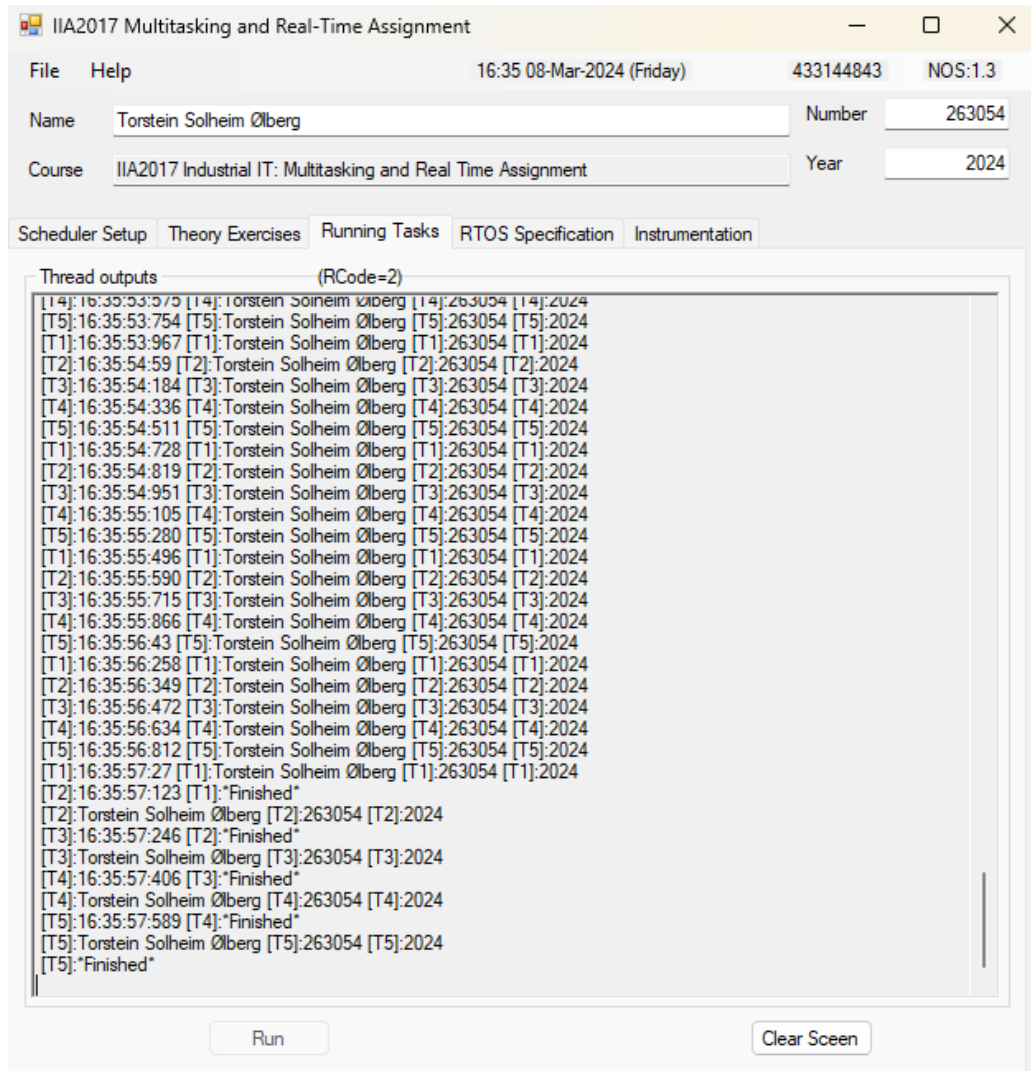 IIA2017 Multitasking and Real-Time Assignment
File Help 16:35 08-Mar-2024 (Friday) 433144843 NOS:1.3
Name Torstein Solheim Ølberg Number 263054
Course IIA2017 Industrial IT: Multitasking and Real Time Assignment Year 2024
Scheduler Setup Theory Exercises Running Tasks RTOS Specification Instrumentation
Thread outputs (RCode=2)
[T4]:16:35:53:575 [T4]:Torstein Solheim Ølberg [T4]:263054 [T4]:2024
[T5]:16:35:53:754 [T5]:Torstein Solheim Ølberg [T5]:263054 [T5]:2024
[T1]:16:35:53:967 [T1]:Torstein Solheim Ølberg [T1]:263054 [T1]:2024
[T2]:16:35:54:59 [T2]:Torstein Solheim Ølberg [T2]:263054 [T2]:2024
[T3]:16:35:54:184 [T3]:Torstein Solheim Ølberg [T3]:263054 [T3]:2024
[T4]:16:35:54:336 [T4]:Torstein Solheim Ølberg [T4]:263054 [T4]:2024
[T5]:16:35:54:511 [T5]:Torstein Solheim Ølberg [T5]:263054 [T5]:2024
[T1]:16:35:54:728 [T1]:Torstein Solheim Ølberg [T1]:263054 [T1]:2024
[T2]:16:35:54:819 [T2]:Torstein Solheim Ølberg [T2]:263054 [T2]:2024
[T3]:16:35:54:951 [T3]:Torstein Solheim Ølberg [T3]:263054 [T3]:2024
[T4]:16:35:55:105 [T4]:Torstein Solheim Ølberg [T4]:263054 [T4]:2024
[T5]:16:35:55:280 [T5]:Torstein Solheim Ølberg [T5]:263054 [T5]:2024
[T1]:16:35:55:496 [T1]:Torstein Solheim Ølberg [T1]:263054 [T1]:2024
[T2]:16:35:55:590 [T2]:Torstein Solheim Ølberg [T2]:263054 [T2]:2024
[T3]:16:35:55:715 [T3]:Torstein Solheim Ølberg [T3]:263054 [T3]:2024
[T4]:16:35:55:866 [T4]:Torstein Solheim Ølberg [T4]:263054 [T4]:2024
[T5]:16:35:56:43 [T5]:Torstein Solheim Ølberg [T5]:263054 [T5]:2024
[T1]:16:35:56:258 [T1]:Torstein Solheim Ølberg [T1]:263054 [T1]:2024
[T2]:16:35:56:349 [T2]:Torstein Solheim Ølberg [T2]:263054 [T2]:2024
[T3]:16:35:56:472 [T3]:Torstein Solheim Ølberg [T3]:263054 [T3]:2024
[T4]:16:35:56:634 [T4]:Torstein Solheim Ølberg [T4]:263054 [T4]:2024
[T5]:16:35:56:812 [T5]:Torstein Solheim Ølberg [T5]:263054 [T5]:2024
[T1]:16:35:57:27 [T1]:Torstein Solheim Ølberg [T1]:263054 [T1]:2024
[T2]:16:35:57:123 [T1]:*Finished*
[T2]:Torstein Solheim Ølberg [T2]:263054 [T2]:2024
[T3]:16:35:57:246 [T2]:*Finished*
[T3]:Torstein Solheim Ølberg [T3]:263054 [T3]:2024
[T4]:16:35:57:406 [T3]:*Finished*
[T4]:Torstein Solheim Ølberg [T4]:263054 [T4]:2024
[T5]:16:35:57:589 [T4]:*Finished*
[T5]:Torstein Solheim Ølberg [T5]:263054 [T5]:2024
[T5]:*Finished*
Run Clear Sceen